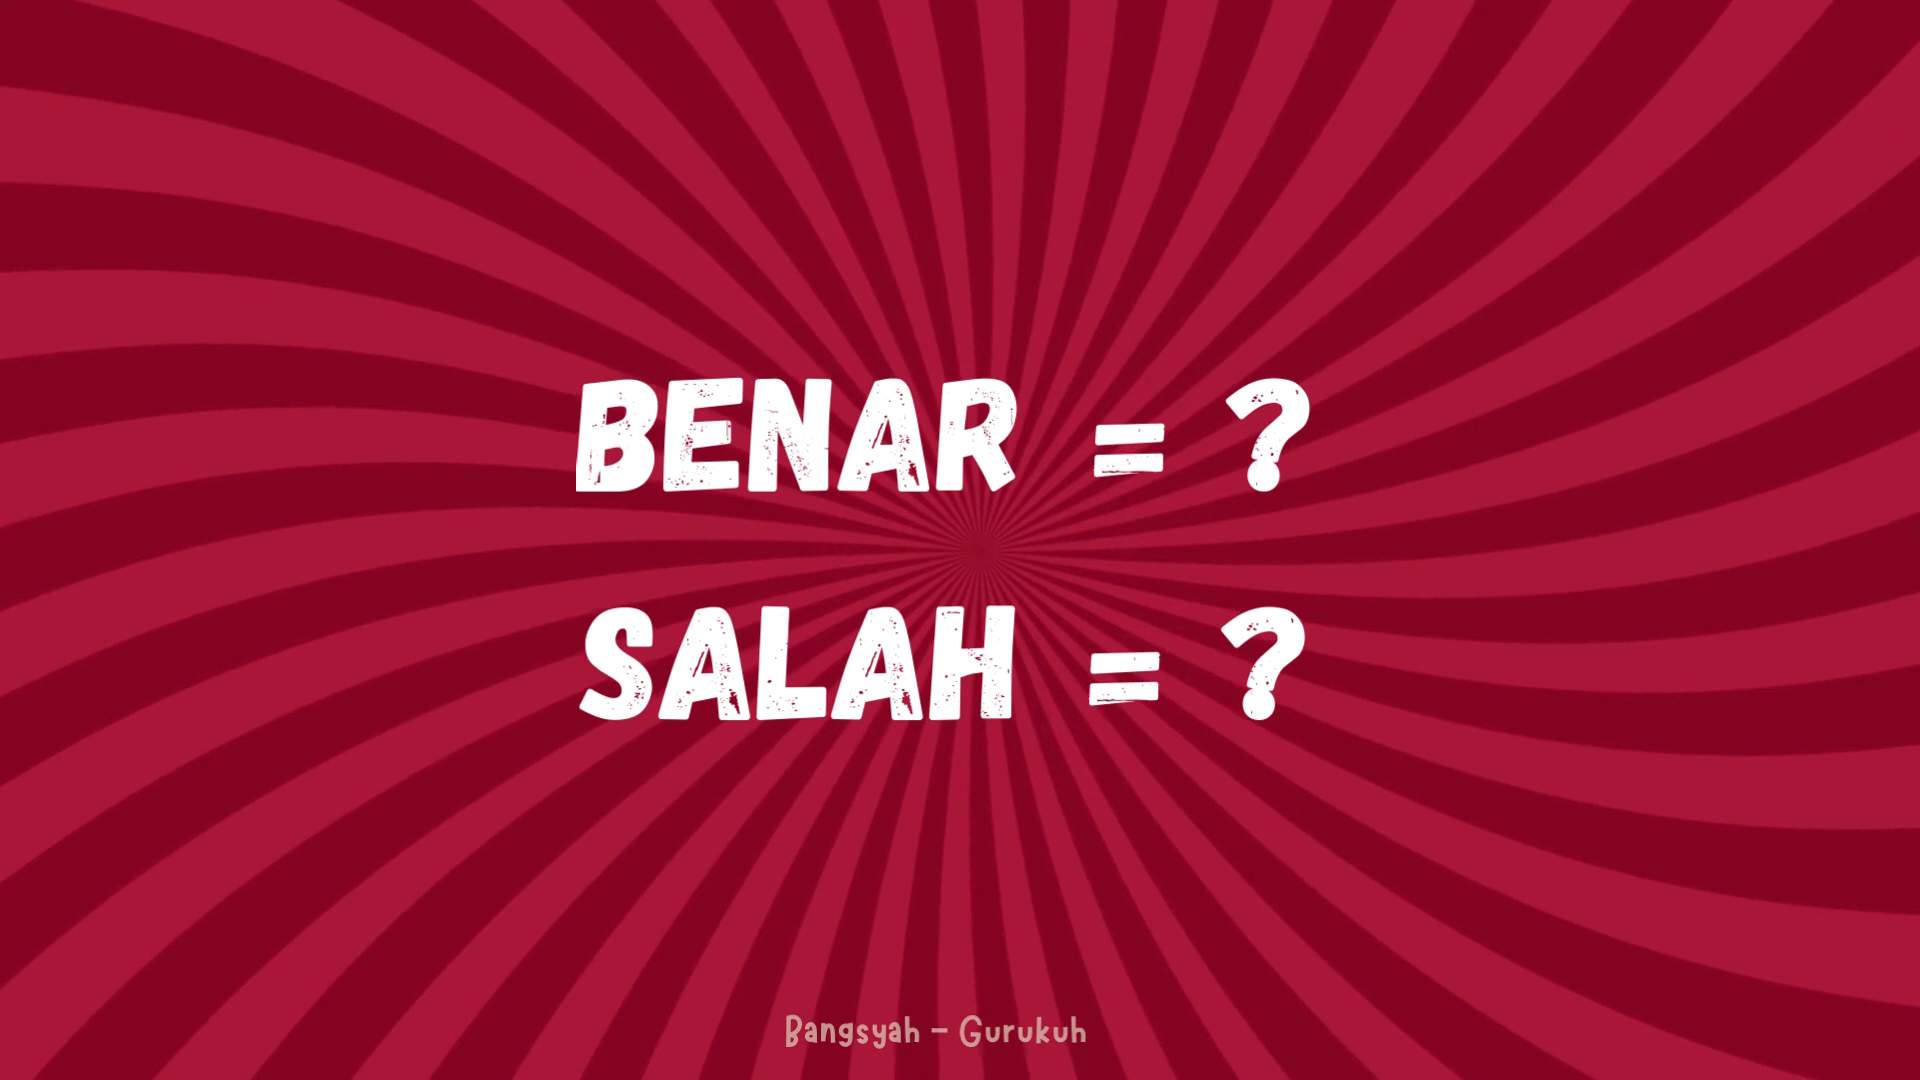 BENAR = ?
SALAH = ?
Bangsyah - Gurukuh